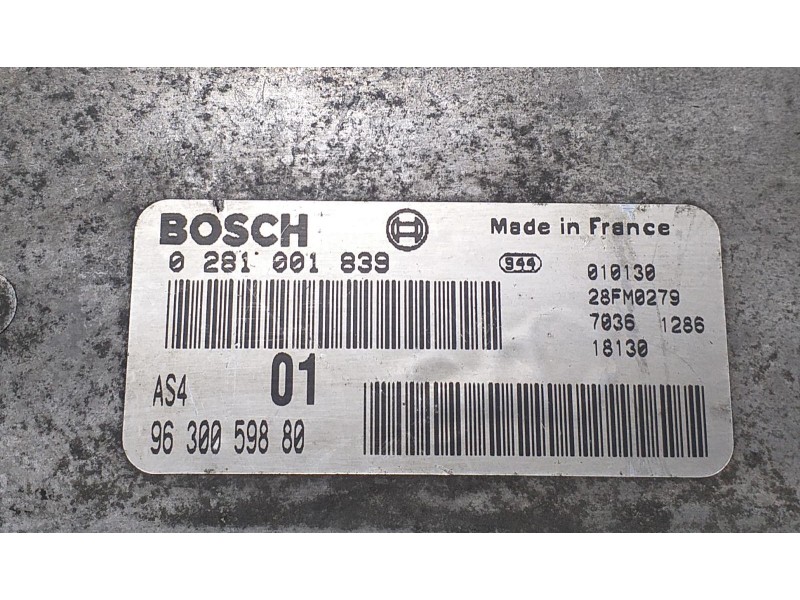 BOSCH Made in France
0 281 001 839 944 010130
28FM0279
7036 1286
18130
AS4 01
96 300 598 80